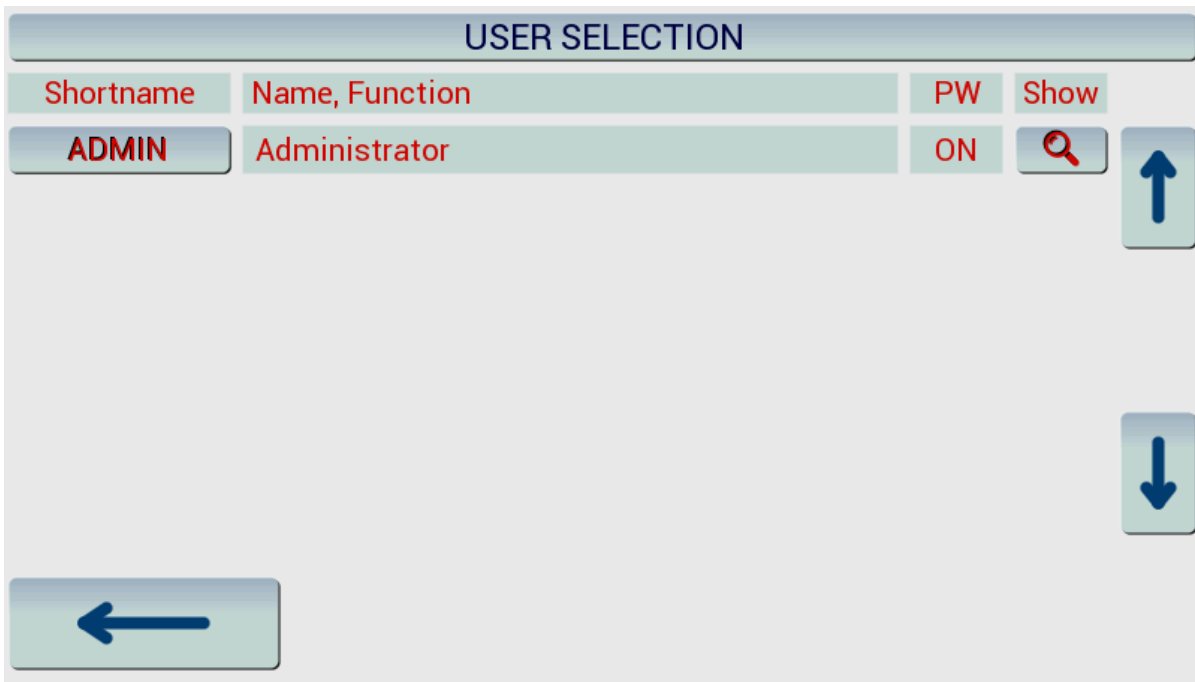 USER SELECTION
Shortname Name, Function PW Show
ADMIN Administrator ON